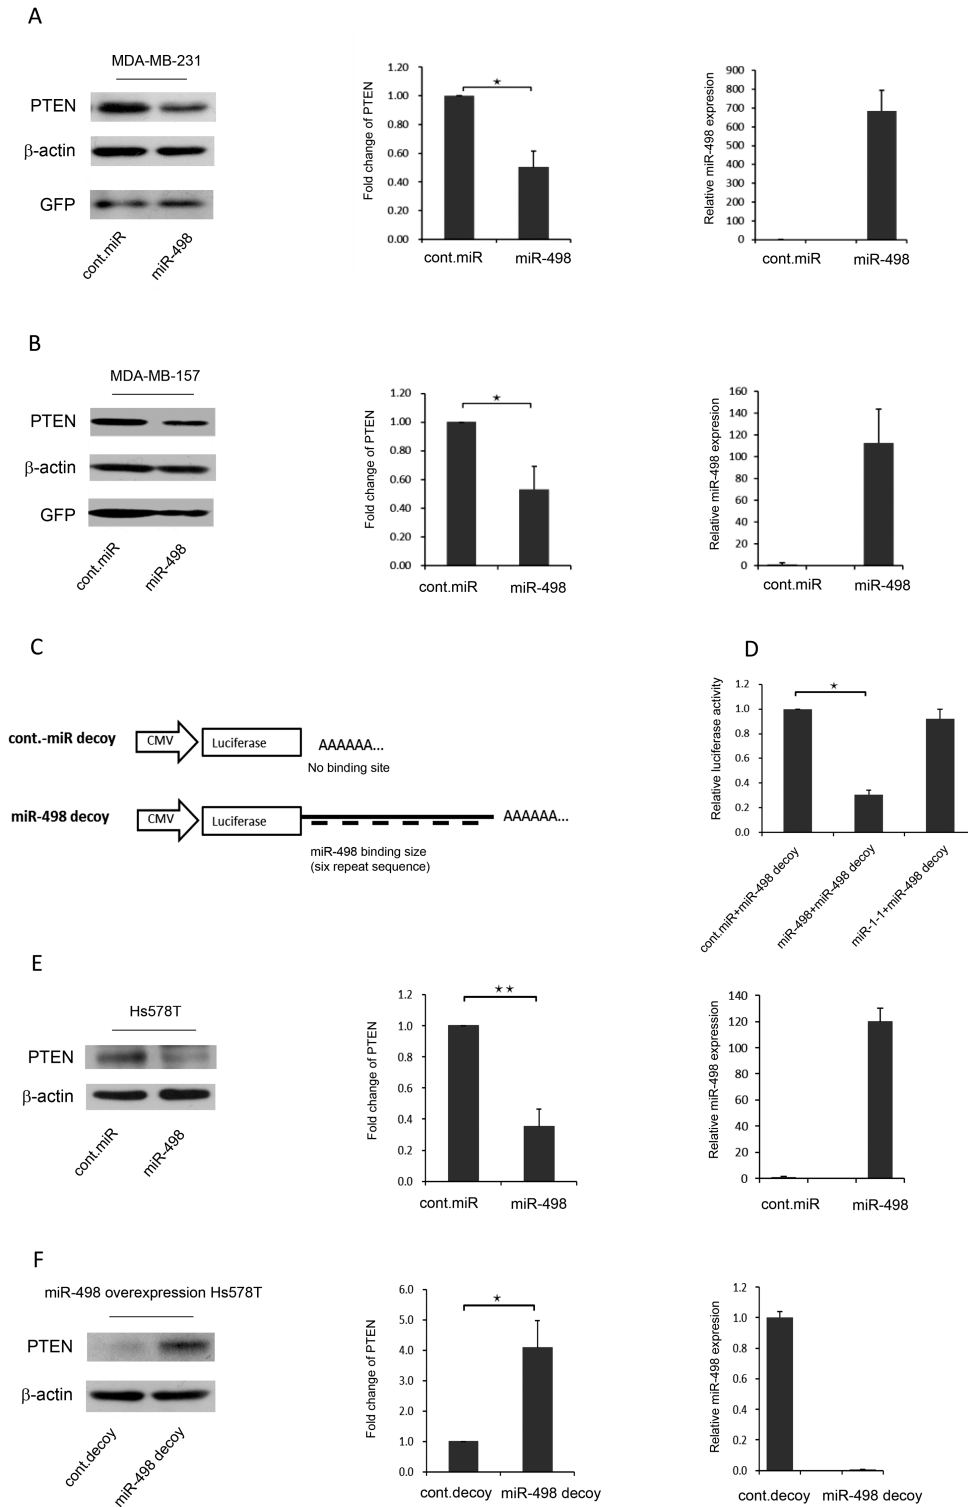 A
MDA-MB-231
PTEN
β-actin
GFP
cont.miR
miR-498
Fold change of PTEN
1.20
1.00
0.80
0.60
0.40
0.20
0.00
★
cont.miR
miR-498
Relative miR-498 expresion
900
800
700
600
500
400
300
200
100
0
cont.miR
miR-498
B
MDA-MB-157
PTEN
β-actin
GFP
cont.miR
miR-498
Fold change of PTEN
1.20
1.00
0.80
0.60
0.40
0.20
0.00
★
cont.miR
miR-498
Relative miR-498 expresion
160
140
120
100
80
60
40
20
0
cont.miR
miR-498
C
cont.-miR decoy
CMV
Luciferase
AAAAAA...
No binding site
miR-498 decoy
CMV
Luciferase
AAAAAA...
miR-498 binding size
(six repeat sequence)
D
Relative luciferase activity
1.2
1.0
0.8
0.6
0.4
0.2
0.0
★
cont.miR+miR-498 decoy
miR-498+miR-498 decoy
miR-1-1+miR-498 decoy
E
Hs578T
PTEN
β-actin
cont.miR
miR-498
Fold change of PTEN
1.2
1.0
0.8
0.6
0.4
0.2
0.0
★★
cont.miR
miR-498
Relative miR-498 expression
140
120
100
80
60
40
20
0
cont.miR
miR-498
F
miR-498 overexpression Hs578T
PTEN
β-actin
cont.decoy
miR-498 decoy
Fold change of PTEN
6.0
5.0
4.0
3.0
2.0
1.0
0.0
★
cont.decoy
miR-498 decoy
Relative miR-498 expresion
1.2
1.0
0.8
0.6
0.4
0.2
0.0
cont.decoy
miR-498 decoy